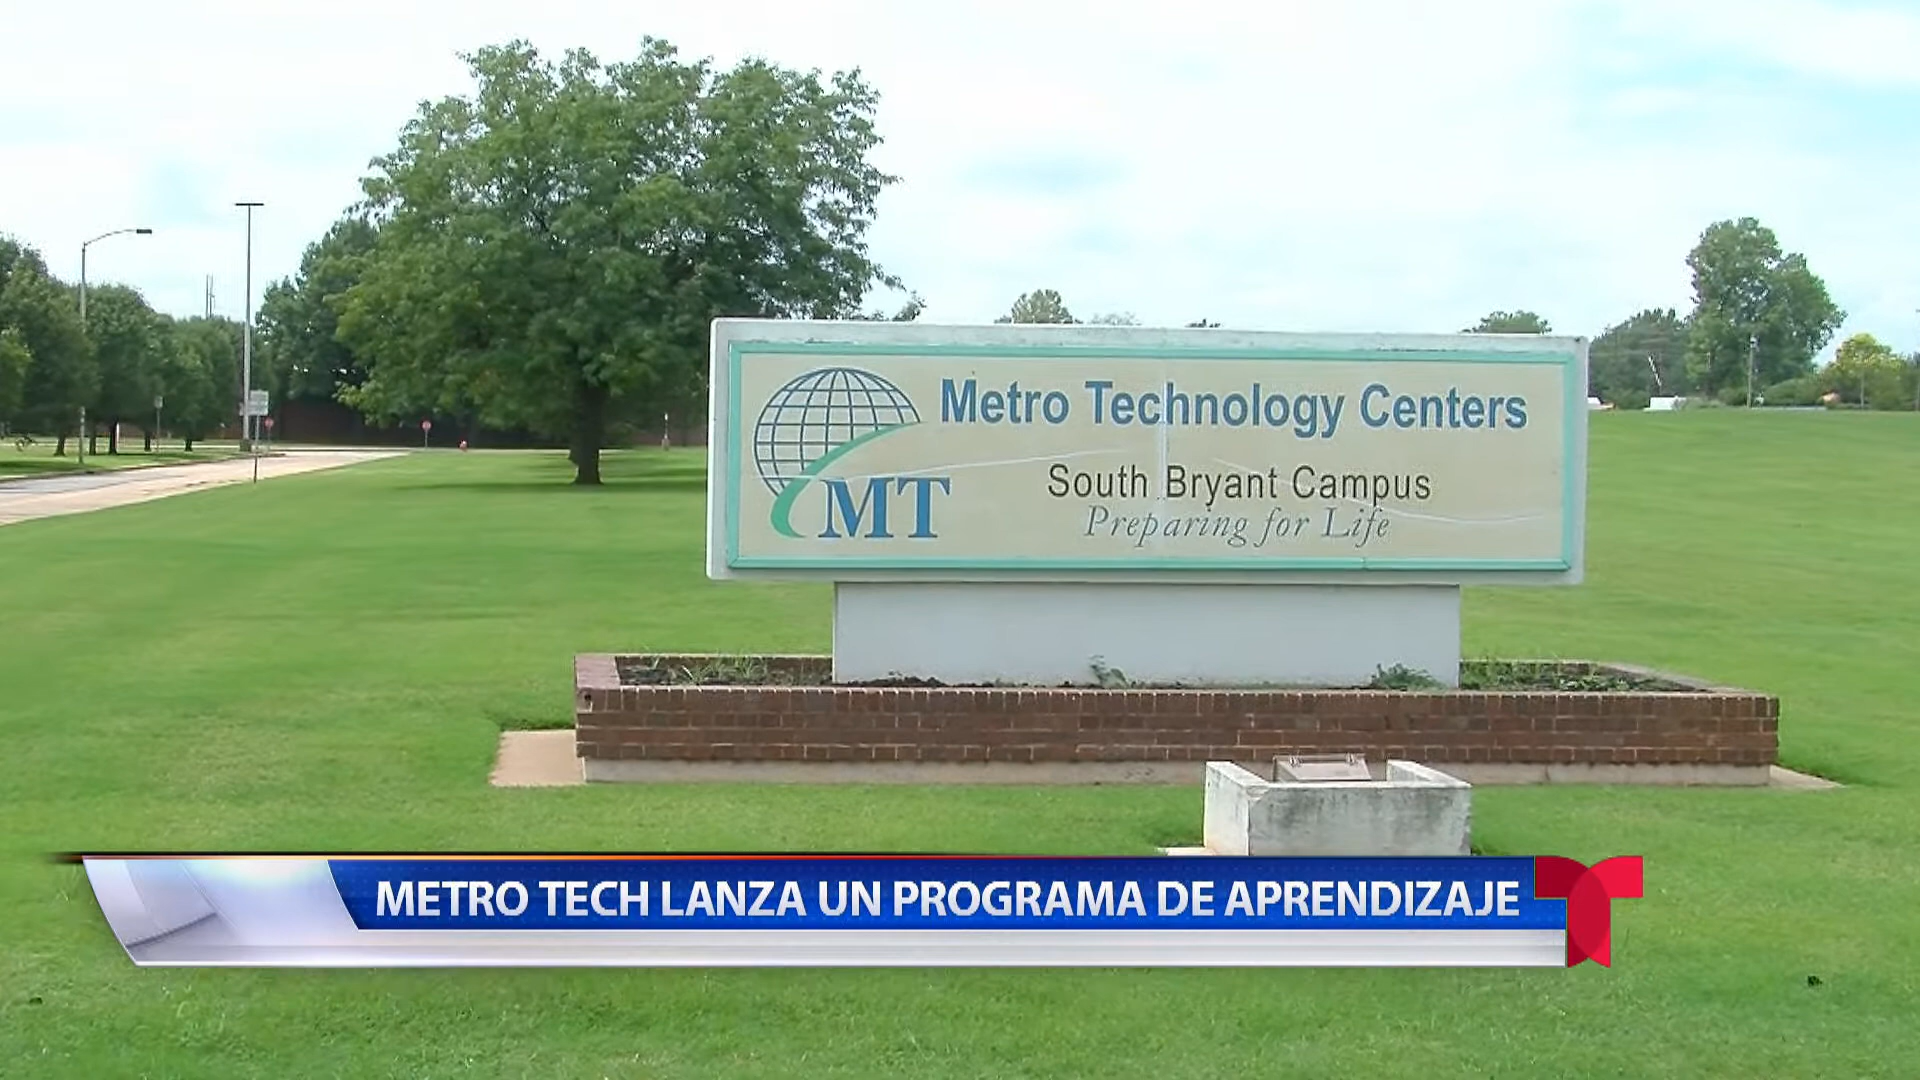 Metro Technology Centers
South Bryant Campus
Preparing for Life
MT
METRO TECH LANZA UN PROGRAMA DE APRENDIZAJE